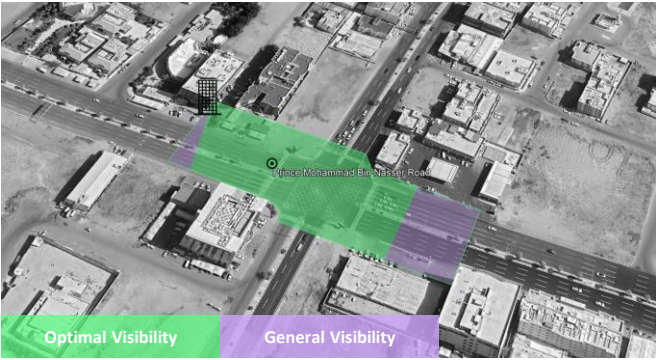 Prince Mohammad Bin Nasser Road
Optimal Visibility
General Visibility